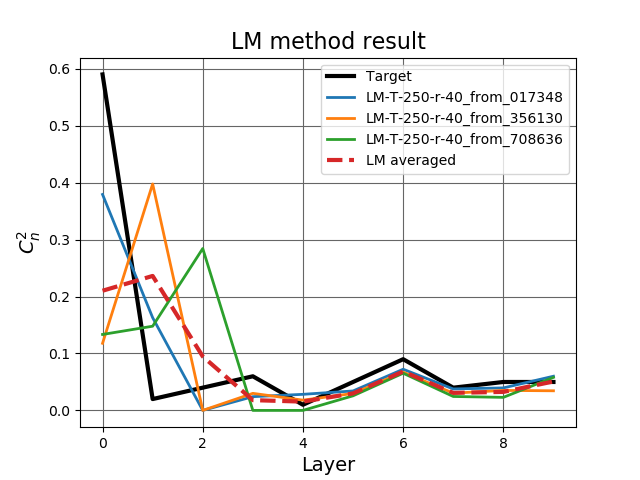 LM method result
Target
LM-T-250-r-40_from_017348
LM-T-250-r-40_from_356130
LM-T-250-r-40_from_708636
LM averaged
0.6
0.5
0.4
0.3
0.2
0.1
0.0
C_n^2
0 2 4 6 8
Layer